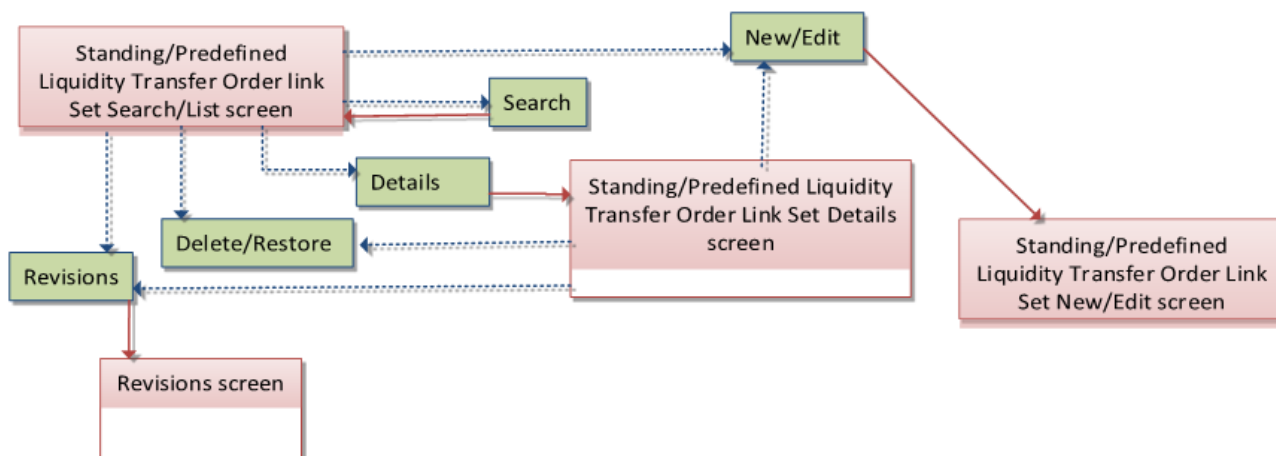 Standing/Predefined
Liquidity Transfer Order link
Set Search/List screen
New/Edit
Search
Details
Standing/Predefined Liquidity
Transfer Order Link Set Details
screen
Delete/Restore
Revisions
Standing/Predefined
Liquidity Transfer Order Link
Set New/Edit screen
Revisions screen